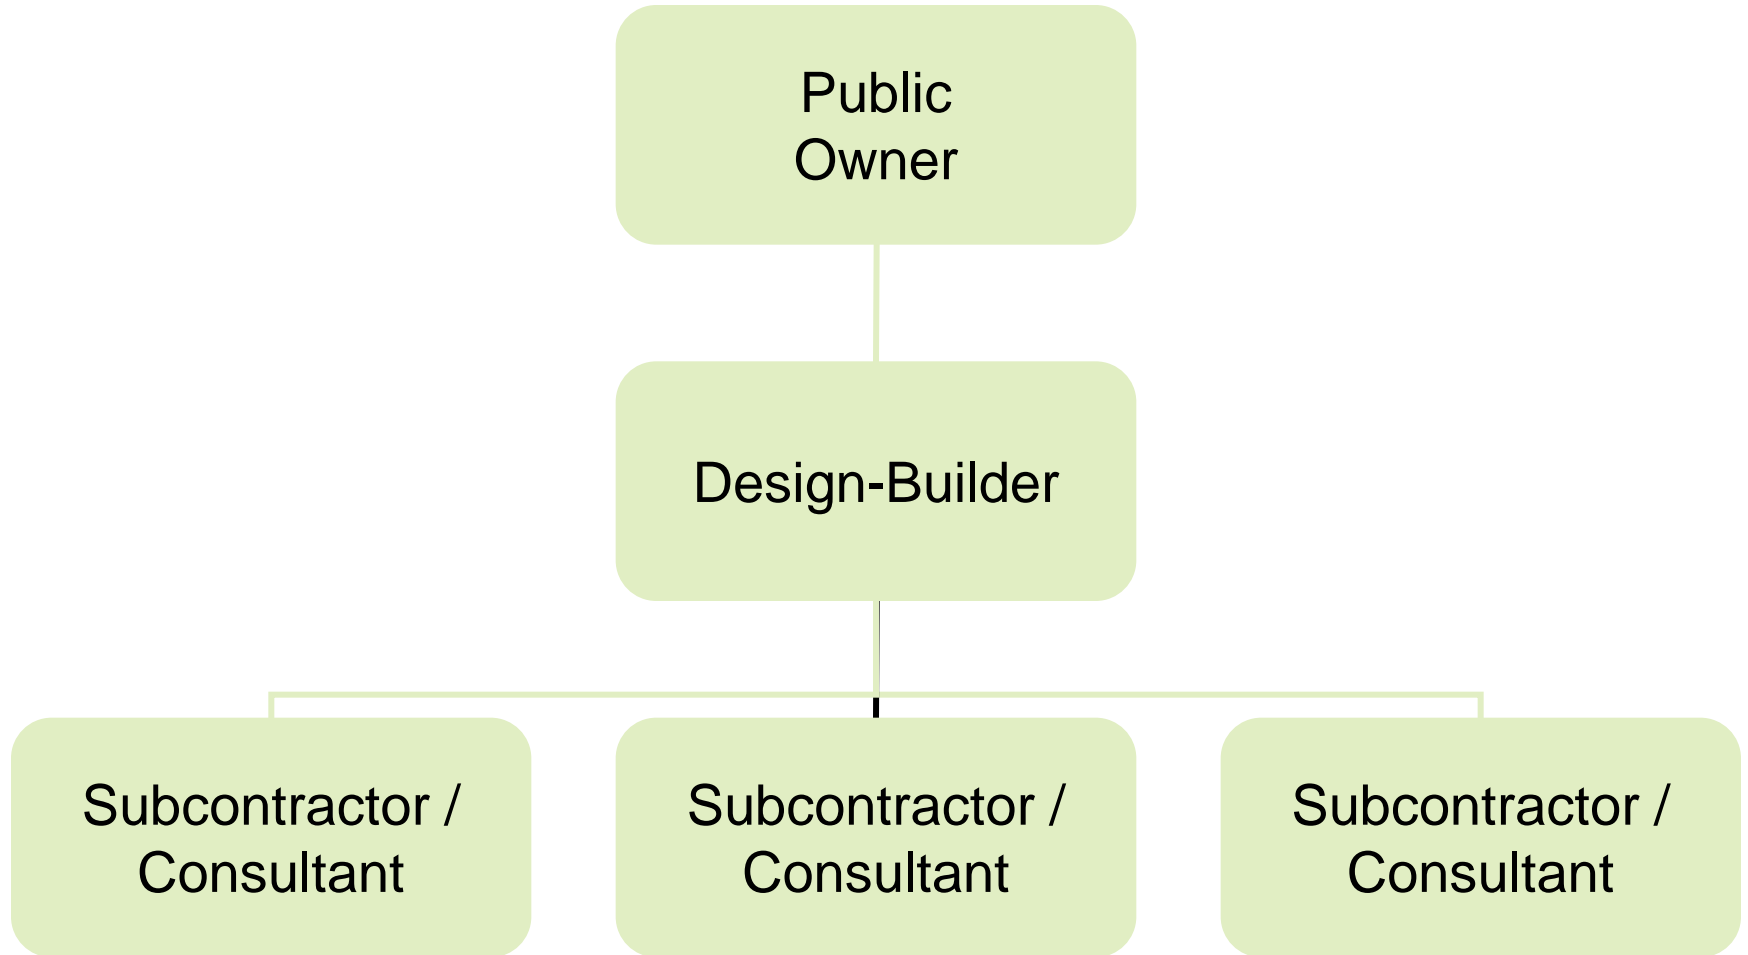 Public
Owner
Design-Builder
Subcontractor /
Consultant
Subcontractor /
Consultant
Subcontractor /
Consultant